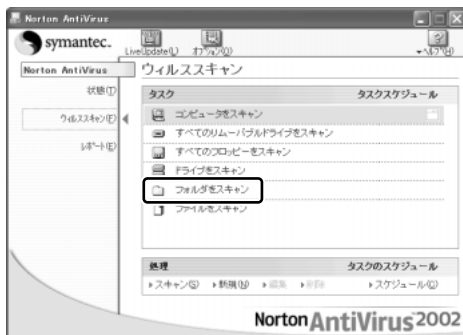 Norton AntiVirus
symantec.
LiveUpdate(U) オプション(O) ヘルプ(H)
Norton AntiVirus
ウィルススキャン
状態(T)
ウィルススキャン(F)
レポート(E)
タスク タスクスケジュール
コンピュータをスキャン
すべてのリムーバブルドライブをスキャン
すべてのフロッピーをスキャン
ドライブをスキャン
フォルダをスキャン
ファイルをスキャン
処理 タスクのスケジュール
スキャン(S) 新規(N) 編集 削除 スケジュール(C)
Norton AntiVirus 2002